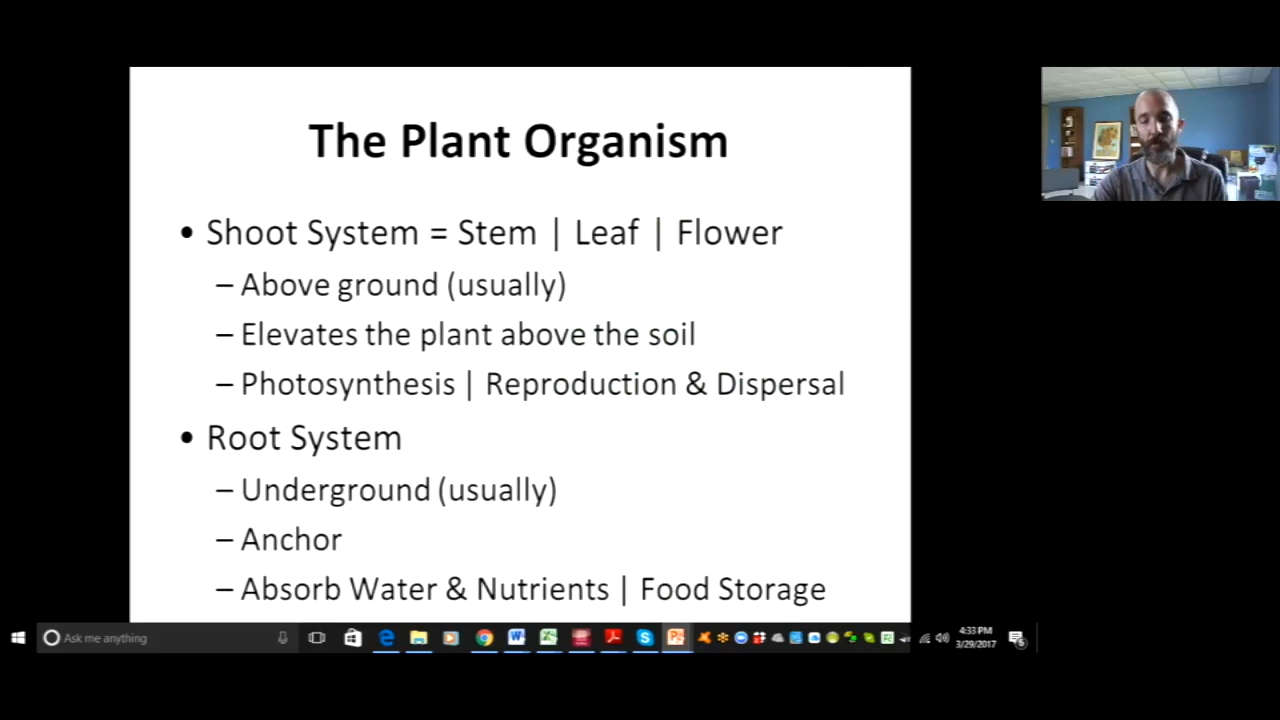 The Plant Organism
• Shoot System = Stem | Leaf | Flower
– Above ground (usually)
– Elevates the plant above the soil
– Photosynthesis | Reproduction & Dispersal
• Root System
– Underground (usually)
– Anchor
– Absorb Water & Nutrients | Food Storage
Ask me anything
4:33 PM
3/29/2017